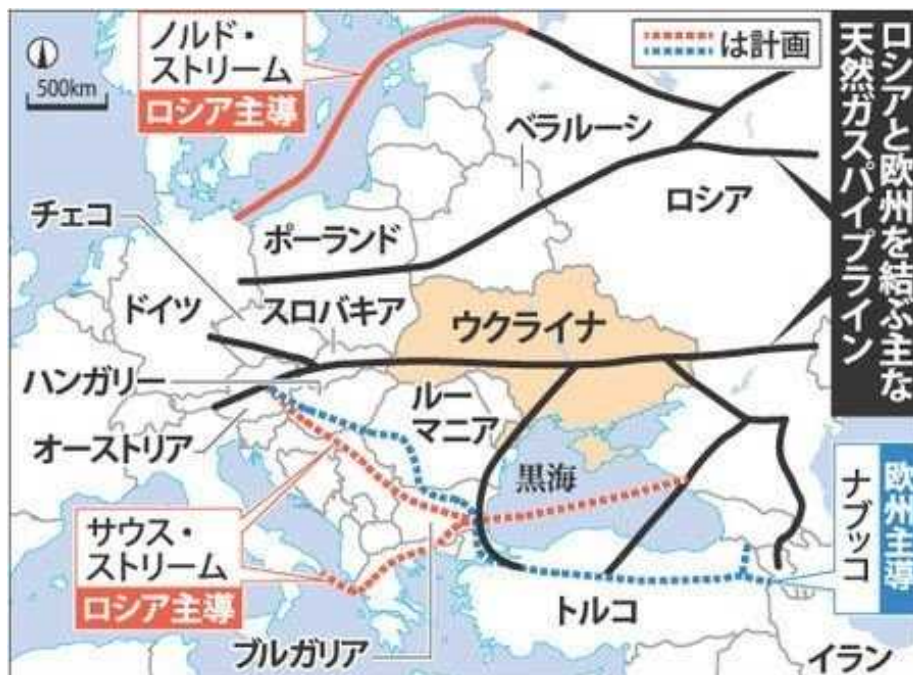 ロシアと欧州を結ぶ主な
天然ガスパイプライン
は計画
500km
ノルド・
ストリーム
ロシア主導
ベラルーシ
ロシア
チェコ
ポーランド
ドイツ
スロバキア
ウクライナ
ハンガリー
ルー
マニア
オーストリア
黒海
欧州主導
ナブッコ
サウス・
ストリーム
ロシア主導
トルコ
ブルガリア
イラン